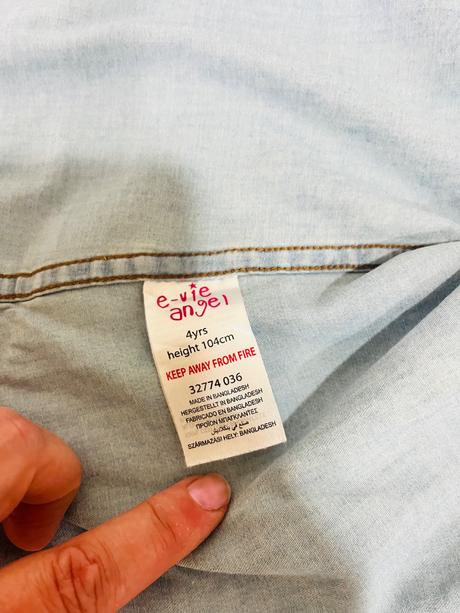 e-vie
angel
4yrs
height 104cm
KEEP AWAY FROM FIRE
32774 036
MADE IN BANGLADESH
HERGESTELLT IN BANGLADESH
FABRICADO EN BANGLADESH
ΠΡΟΪΟΝ ΜΠΑΓΚΛΑΝΤΕΣ
صنع في بنگلاديش
SZÁRMAZÁSI HELY: BANGLADESH